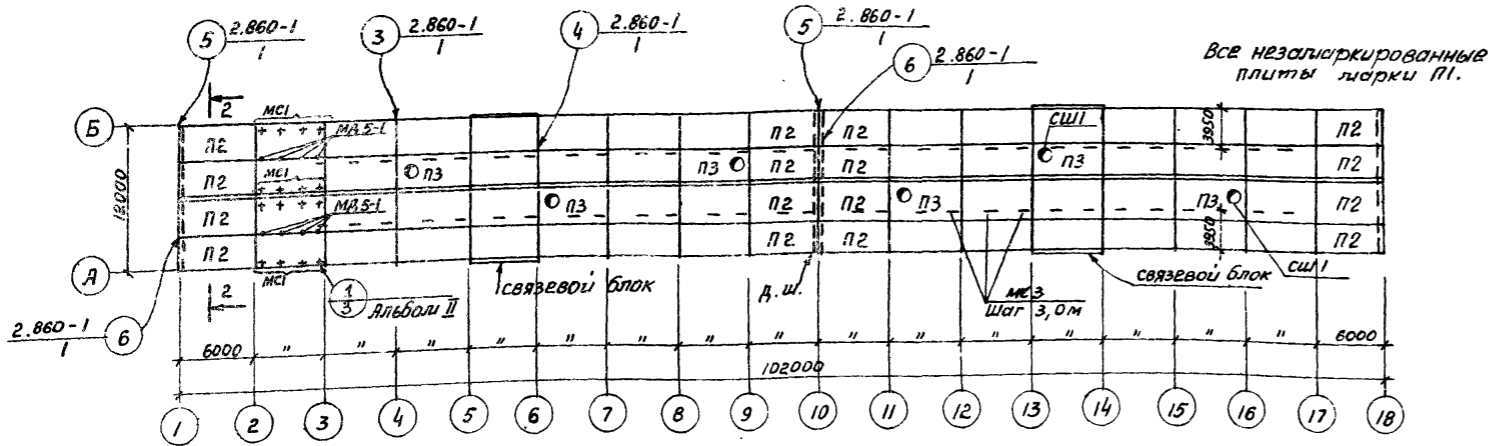 5 2.860-1 3 2.860-1 4 2.860-1 5 2.860-1
1 1 1 1
6 2.860-1
1
Все незамаркированные
плиты марки П1.
2
МС1
МД5-1
Б
П2 П2 П2 СШ1 3950 П2
П2 П3 П3 П2 П2 П3 П2
МС1
12000
П2 МД5-1 П3 П2 П2 П3 П3 П2
П2 П2 П2 3950 П2
А
МС1
2
1
3 Альбом II
связевой блок
Д.Ш.
МС3
Шаг 3,0м
связевой блок
СШ1
2.860-1 6
1
6000 " " " " " " " " " " " " " " " 6000
102000
1 2 3 4 5 6 7 8 9 10 11 12 13 14 15 16 17 18